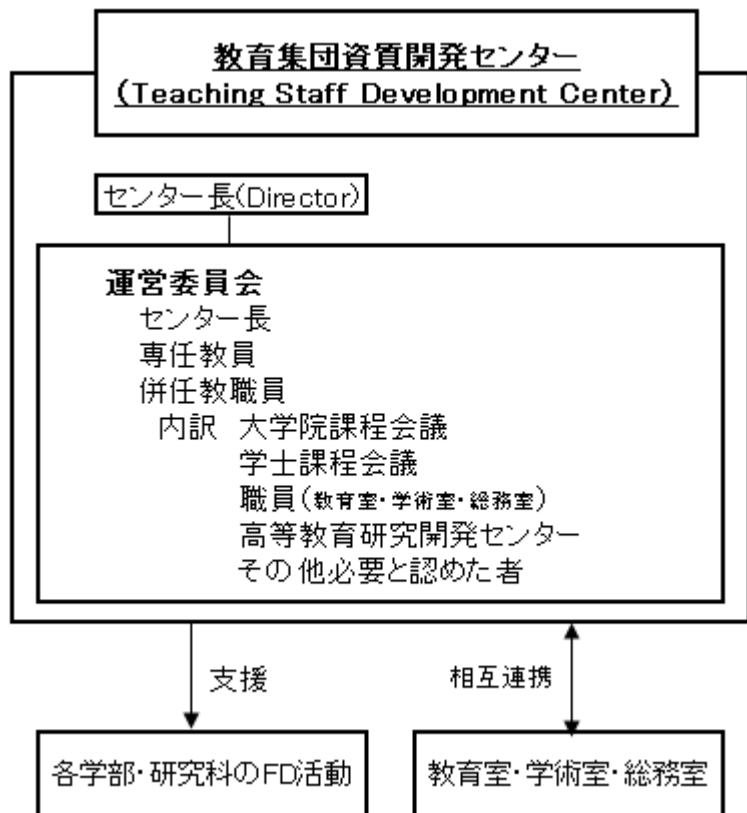 教育集団資質開発センター
(Teaching Staff Development Center)
センター長(Director)
運営委員会
センター長
専任教員
併任教職員
内訳 大学院課程会議
学士課程会議
職員(教育室・学術室・総務室)
高等教育研究開発センター
その他必要と認めた者
支援
相互連携
各学部・研究科のFD活動
教育室・学術室・総務室